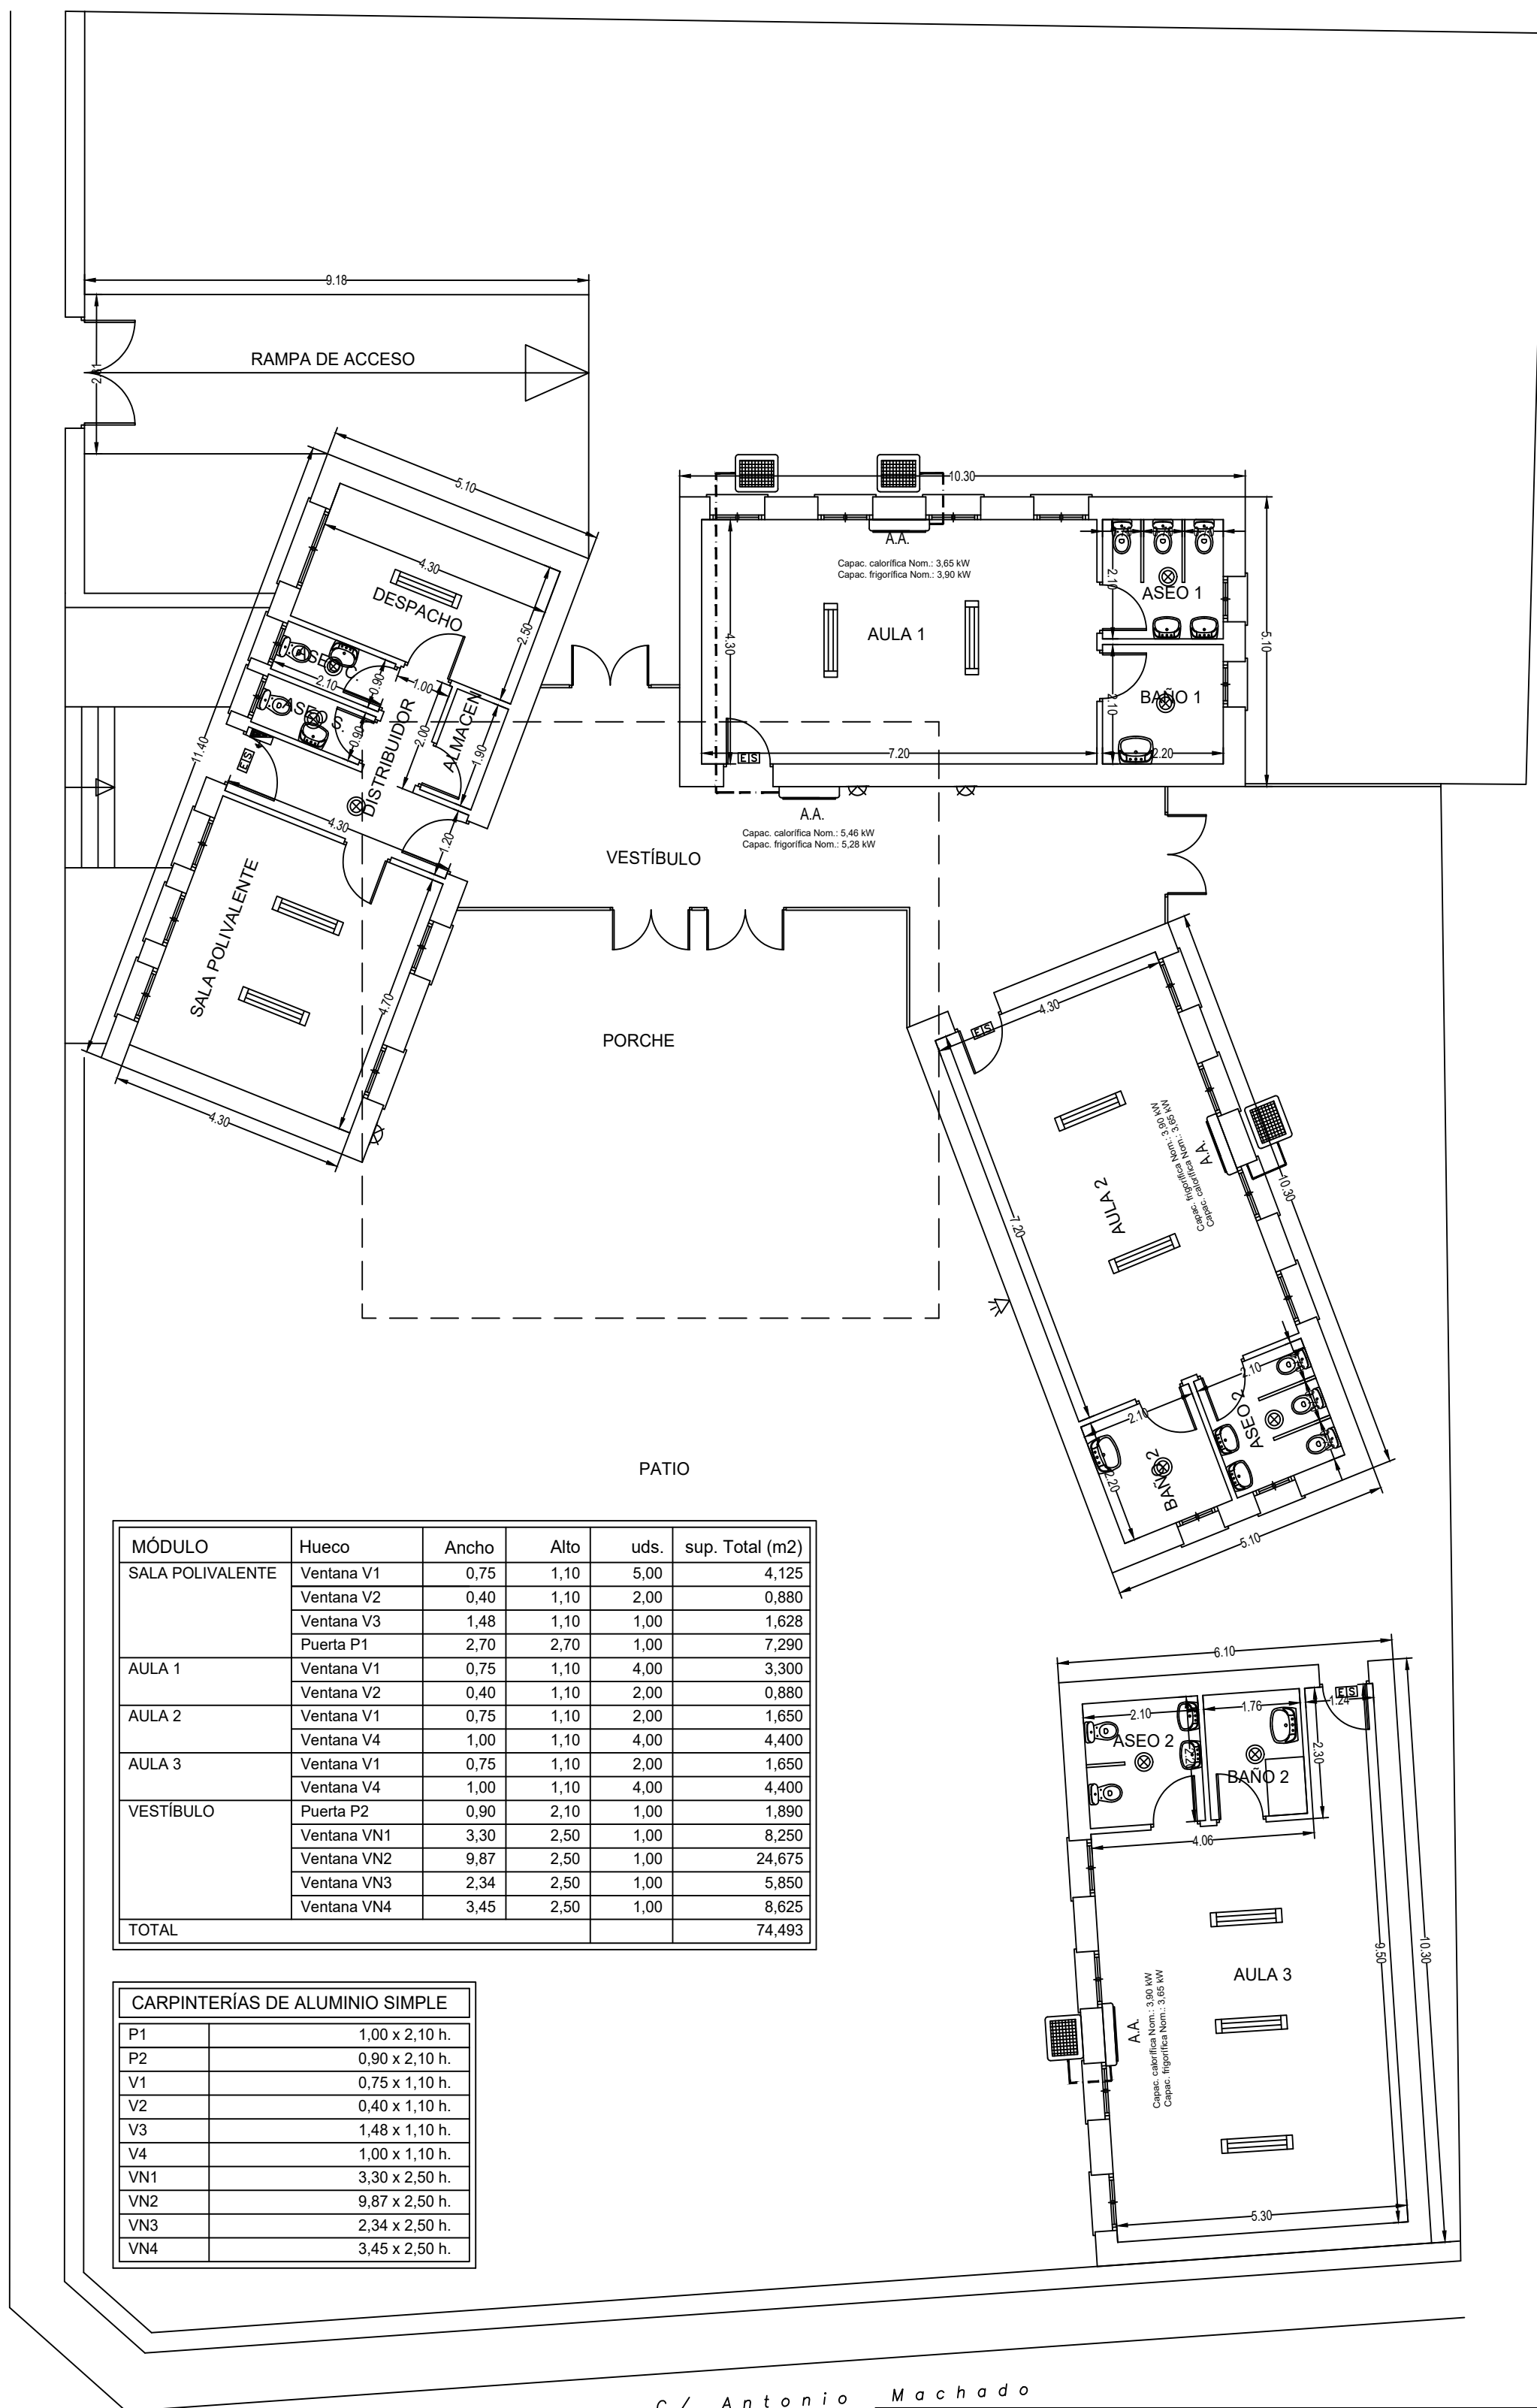 9.18
RAMPA DE ACCESO
5.10
10.30
4.30
DESPACHO
2.50
ASEO C.
2.10
0.90
1.00
ASEO S.
0.90
DISTRIBUIDOR
2.00
ALMACEN
1.90
11.40
E S
4.30
1.20
SALA POLIVALENTE
4.70
4.30
A.A.
Capac. calorífica Nom.: 3,65 kW
Capac. frigorífica Nom.: 3,90 kW
AULA 1
4.30
2.10
ASEO 1
5.10
BAÑO 1
2.10
E S
7.20
2.20
A.A.
Capac. calorífica Nom.: 5,46 kW
Capac. frigorífica Nom.: 5,28 kW
VESTÍBULO
PORCHE
E S
4.30
Capac. frigorífica Nom.: 3,90 kW
Capac. calorífica Nom.: 3,65 kW
A.A.
AULA 2
10.30
7.20
2.10
2.10
ASEO 2
BAÑO 2
2.20
5.10
PATIO
MÓDULO Hueco Ancho Alto uds. sup. Total (m2)
SALA POLIVALENTE Ventana V1 0,75 1,10 5,00 4,125
Ventana V2 0,40 1,10 2,00 0,880
Ventana V3 1,48 1,10 1,00 1,628
Puerta P1 2,70 2,70 1,00 7,290
AULA 1 Ventana V1 0,75 1,10 4,00 3,300
Ventana V2 0,40 1,10 2,00 0,880
AULA 2 Ventana V1 0,75 1,10 2,00 1,650
Ventana V4 1,00 1,10 4,00 4,400
AULA 3 Ventana V1 0,75 1,10 2,00 1,650
Ventana V4 1,00 1,10 4,00 4,400
VESTÍBULO Puerta P2 0,90 2,10 1,00 1,890
Ventana VN1 3,30 2,50 1,00 8,250
Ventana VN2 9,87 2,50 1,00 24,675
Ventana VN3 2,34 2,50 1,00 5,850
Ventana VN4 3,45 2,50 1,00 8,625
TOTAL 74,493
CARPINTERÍAS DE ALUMINIO SIMPLE
P1 1,00 x 2,10 h.
P2 0,90 x 2,10 h.
V1 0,75 x 1,10 h.
V2 0,40 x 1,10 h.
V3 1,48 x 1,10 h.
V4 1,00 x 1,10 h.
VN1 3,30 x 2,50 h.
VN2 9,87 x 2,50 h.
VN3 2,34 x 2,50 h.
VN4 3,45 x 2,50 h.
6.10
E S
2.10
1.76
1.24
ASEO 2
BAÑO 2
2.30
4.06
AULA 3
9.50
10.30
A.A.
Capac. calorífica Nom.: 3,90 kW
Capac. frigorífica Nom.: 3,65 kW
5.30
C/ Antonio Machado